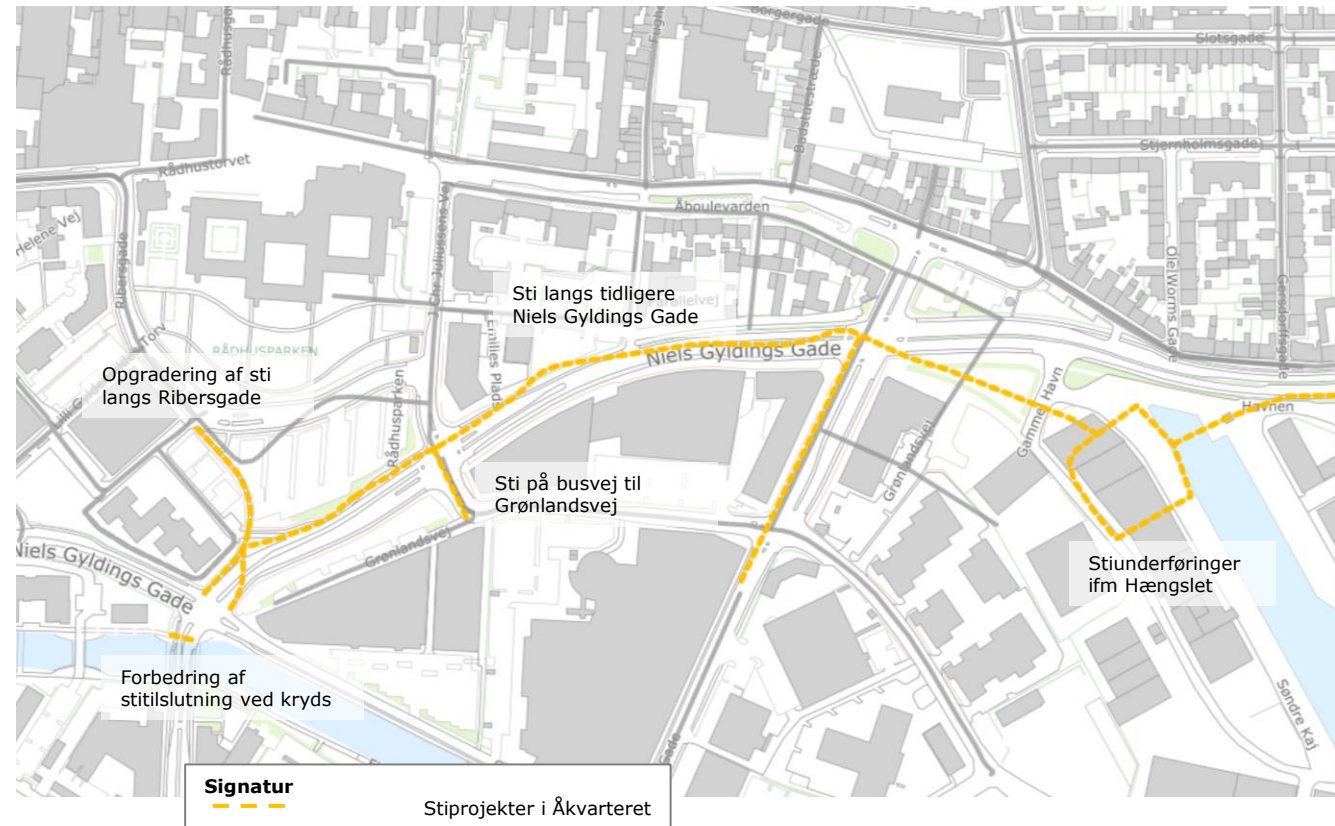 Borgergade
Slotsgade
Stjernholmsgade
Badstuestræde
Rådhustorvet
Åboulevarden
Helene Vej
Ribersgade
J.Chr.Juliussens Vej
Ole Worms Gade
Gersdorffsgade
Sti langs tidligere
Niels Gyldings Gade
Emilies Plads
RÅDHUSPARKEN
Torv
Niels Gyldings Gade
Opgradering af sti
langs Ribersgade
Rådhusparken
Gammel Havn
Havnen
Grønlandsvej
Sti på busvej til
Grønlandsvej
Grønlandsvej
Niels Gyldings Gade
Stiunderføringer
ifm Hængslet
Forbedring af
stitilslutning ved kryds
Søndre Kaj
Signatur
Stiprojekter i Åkvarteret